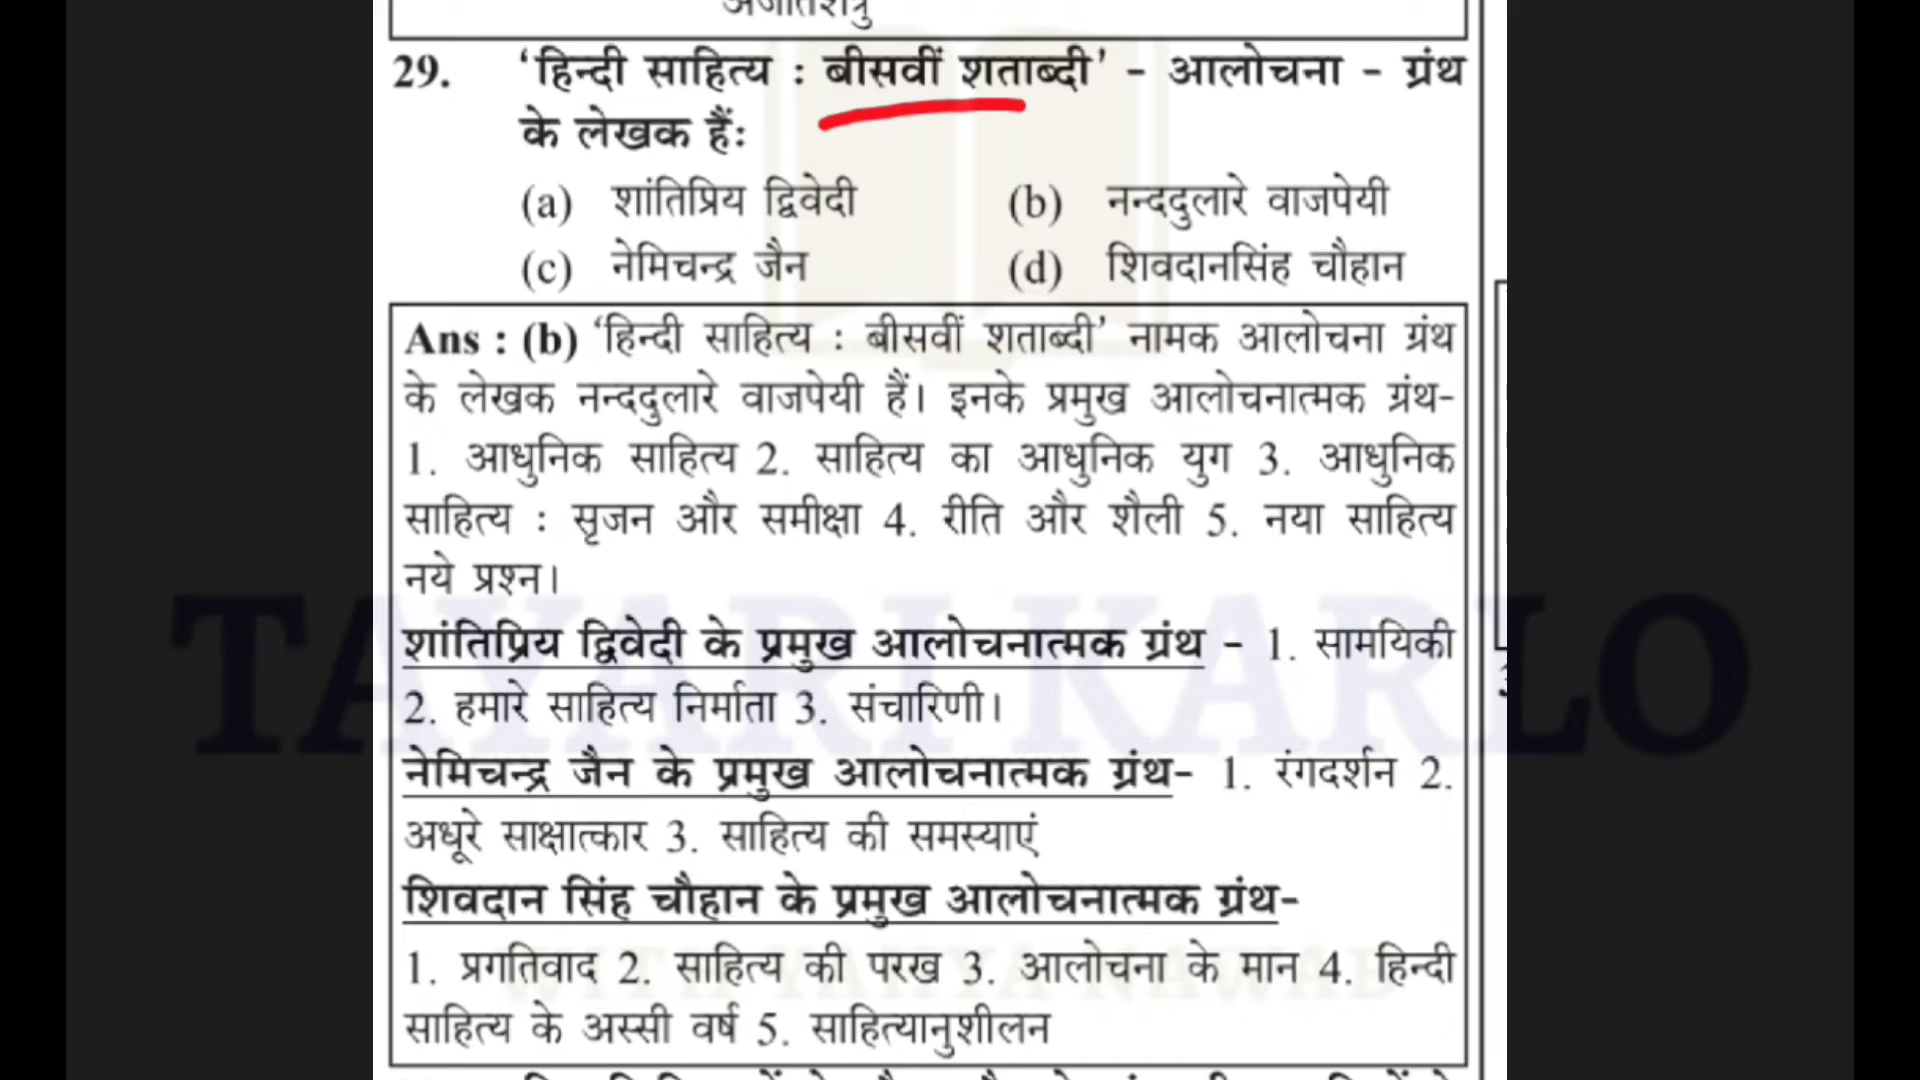 अजातशत्रु
29. ‘हिन्दी साहित्य : बीसवीं शताब्दी’ - आलोचना - ग्रंथ
के लेखक हैंः
(a) शांतिप्रिय द्विवेदी (b) नन्ददुलारे वाजपेयी
(c) नेमिचन्द्र जैन (d) शिवदानसिंह चौहान
Ans : (b) ‘हिन्दी साहित्य : बीसवीं शताब्दी’ नामक आलोचना ग्रंथ
के लेखक नन्ददुलारे वाजपेयी हैं। इनके प्रमुख आलोचनात्मक ग्रंथ-
1. आधुनिक साहित्य 2. साहित्य का आधुनिक युग 3. आधुनिक
साहित्य : सृजन और समीक्षा 4. रीति और शैली 5. नया साहित्य
नये प्रश्न।
शांतिप्रिय द्विवेदी के प्रमुख आलोचनात्मक ग्रंथ - 1. सामयिकी
2. हमारे साहित्य निर्माता 3. संचारिणी।
नेमिचन्द्र जैन के प्रमुख आलोचनात्मक ग्रंथ- 1. रंगदर्शन 2.
अधूरे साक्षात्कार 3. साहित्य की समस्याएं
शिवदान सिंह चौहान के प्रमुख आलोचनात्मक ग्रंथ-
1. प्रगतिवाद 2. साहित्य की परख 3. आलोचना के मान 4. हिन्दी
साहित्य के अस्सी वर्ष 5. साहित्यानुशीलन
TAYARI KARLO